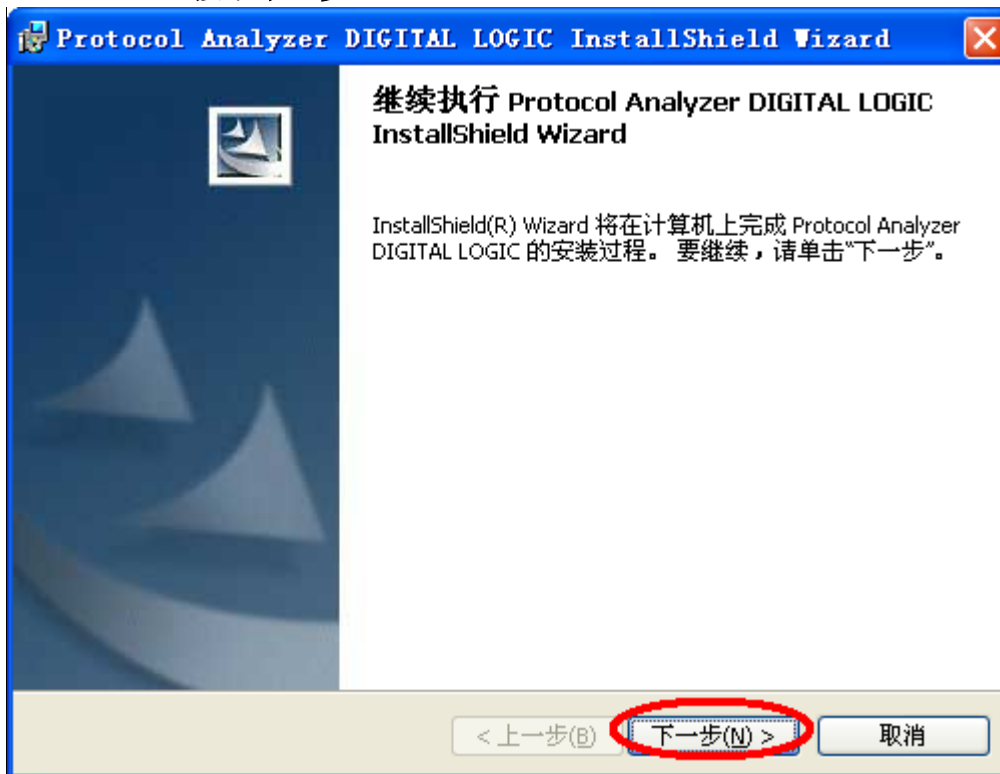 Protocol Analyzer DIGITAL LOGIC InstallShield Wizard
继续执行 Protocol Analyzer DIGITAL LOGIC
InstallShield Wizard
InstallShield(R) Wizard 将在计算机上完成 Protocol Analyzer
DIGITAL LOGIC 的安装过程。 要继续，请单击“下一步”。
<上一步(B) 下一步(N) > 取消